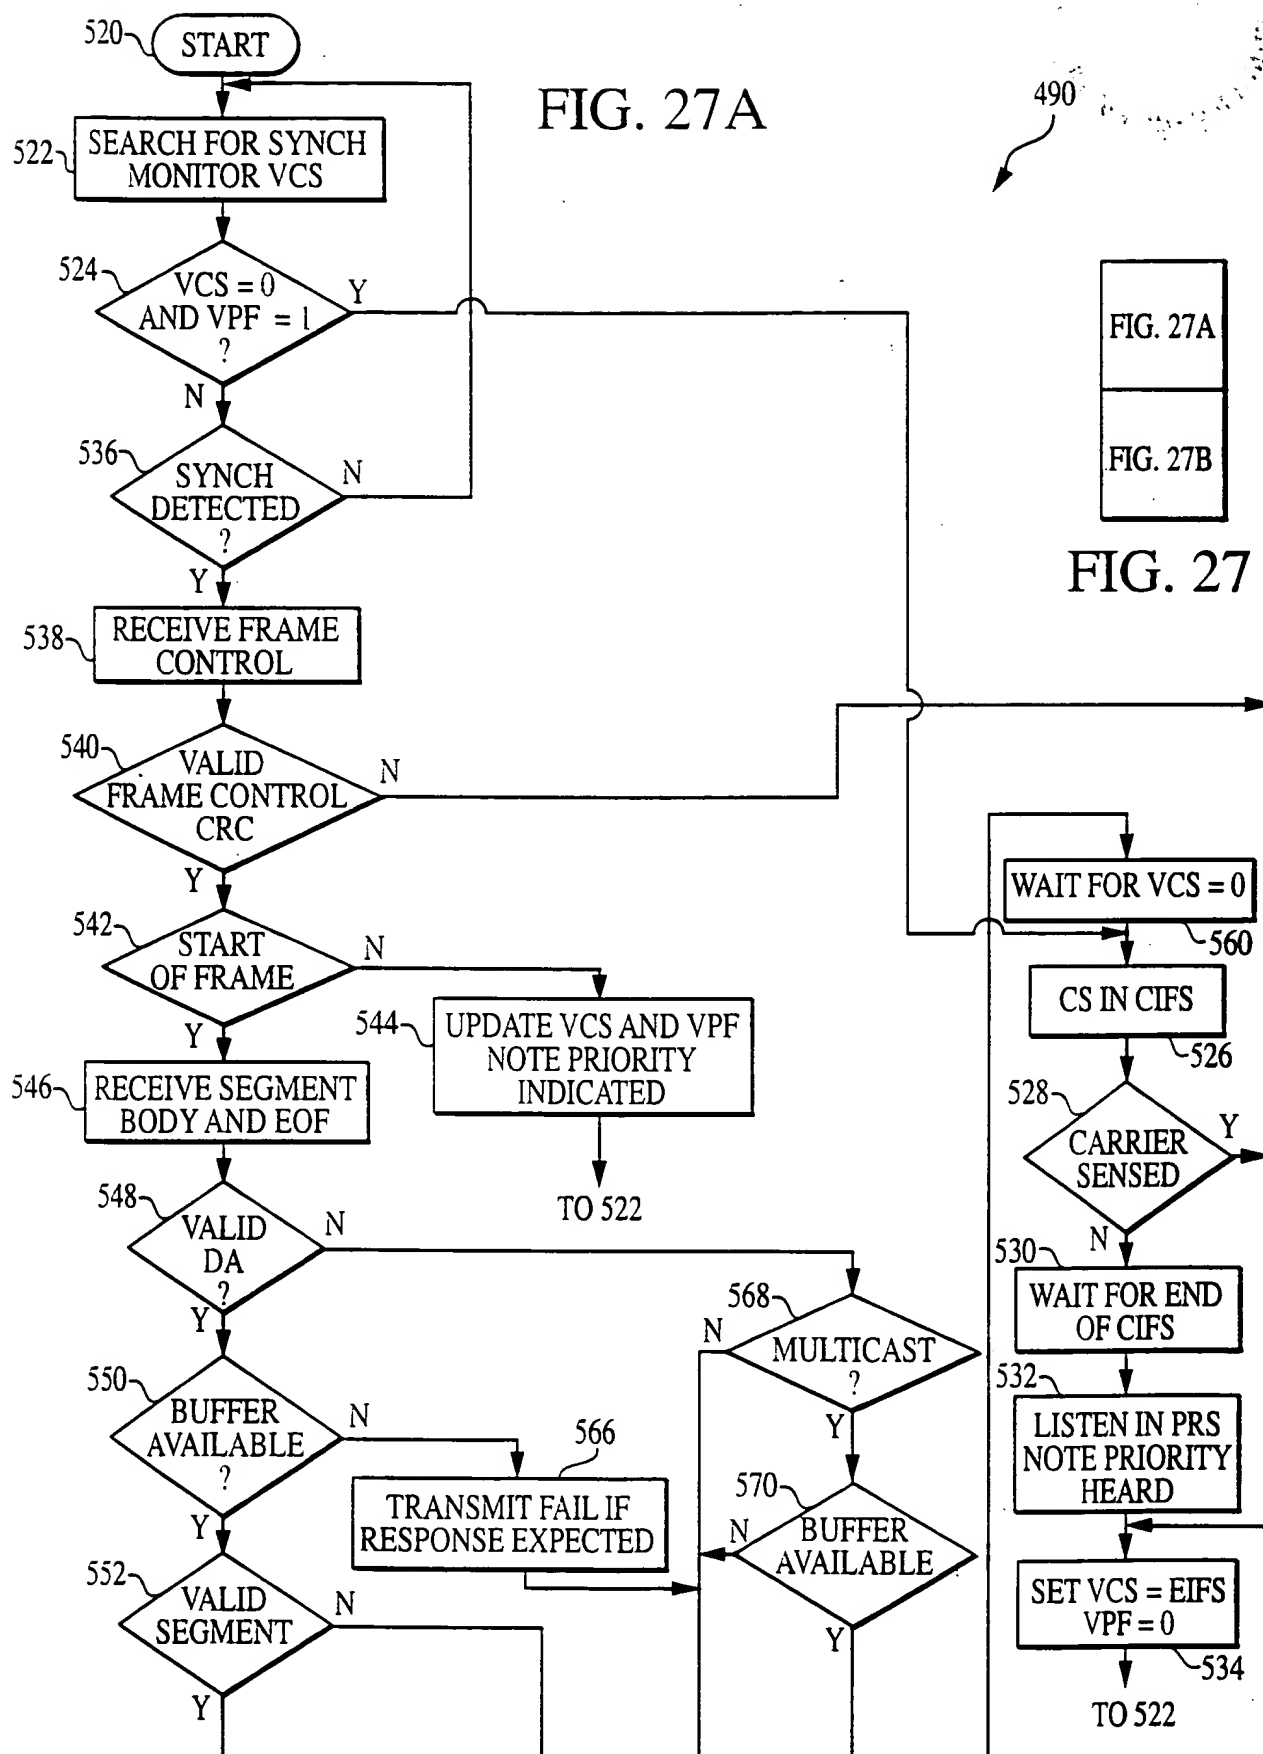 520
START
FIG. 27A
490
522
SEARCH FOR SYNCH
MONITOR VCS
524
VCS = 0
AND VPF = 1
?
Y
N
FIG. 27A
FIG. 27B
FIG. 27
536
SYNCH
DETECTED
?
N
Y
538
RECEIVE FRAME
CONTROL
540
VALID
FRAME CONTROL
CRC
N
Y
542
START
OF FRAME
N
Y
544
UPDATE VCS AND VPF
NOTE PRIORITY
INDICATED
TO 522
546
RECEIVE SEGMENT
BODY AND EOF
548
VALID
DA
?
N
Y
550
BUFFER
AVAILABLE
?
N
Y
566
TRANSMIT FAIL IF
RESPONSE EXPECTED
552
VALID
SEGMENT
N
Y
568
MULTICAST
?
N
Y
570
BUFFER
AVAILABLE
N
Y
WAIT FOR VCS = 0
560
CS IN CIFS
526
528
CARRIER
SENSED
Y
N
530
WAIT FOR END
OF CIFS
532
LISTEN IN PRS
NOTE PRIORITY
HEARD
SET VCS = EIFS
VPF = 0
534
TO 522